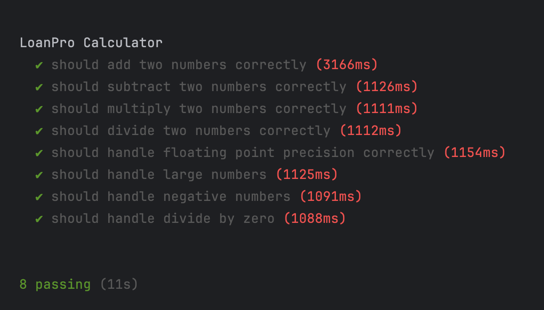 LoanPro Calculator
✔ should add two numbers correctly (3166ms)
✔ should subtract two numbers correctly (1126ms)
✔ should multiply two numbers correctly (1111ms)
✔ should divide two numbers correctly (1112ms)
✔ should handle floating point precision correctly (1154ms)
✔ should handle large numbers (1125ms)
✔ should handle negative numbers (1091ms)
✔ should handle divide by zero (1088ms)
8 passing (11s)